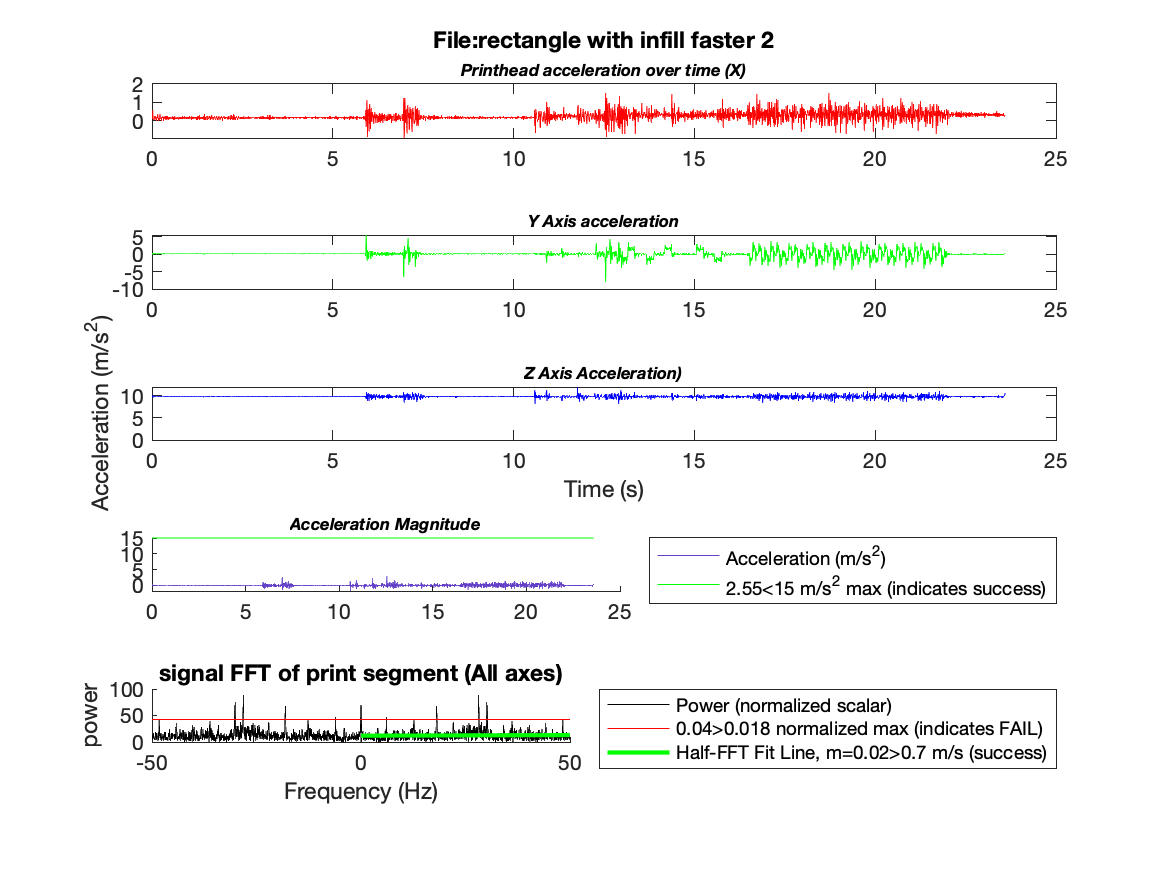 File:rectangle with infill faster 2
Printhead acceleration over time (X)
2
1
0
0 5 10 15 20 25
Y Axis acceleration
5
0
-5
-10
0 5 10 15 20 25
Z Axis Acceleration)
10
5
0
0 5 10 15 20 25
Time (s)
Acceleration (m/s²)
Acceleration Magnitude
15
10
5
0
0 5 10 15 20 25
Acceleration (m/s²)
2.55<15 m/s² max (indicates success)
signal FFT of print segment (All axes)
power
100
50
0
-50 0 50
Frequency (Hz)
Power (normalized scalar)
0.04>0.018 normalized max (indicates FAIL)
Half-FFT Fit Line, m=0.02>0.7 m/s (success)